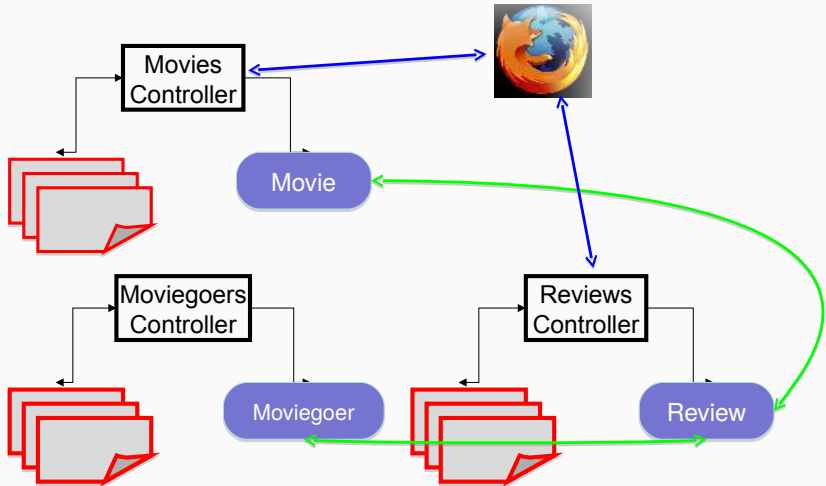 Movies
Controller
Movie
Moviegoers
Controller
Reviews
Controller
Moviegoer
Review